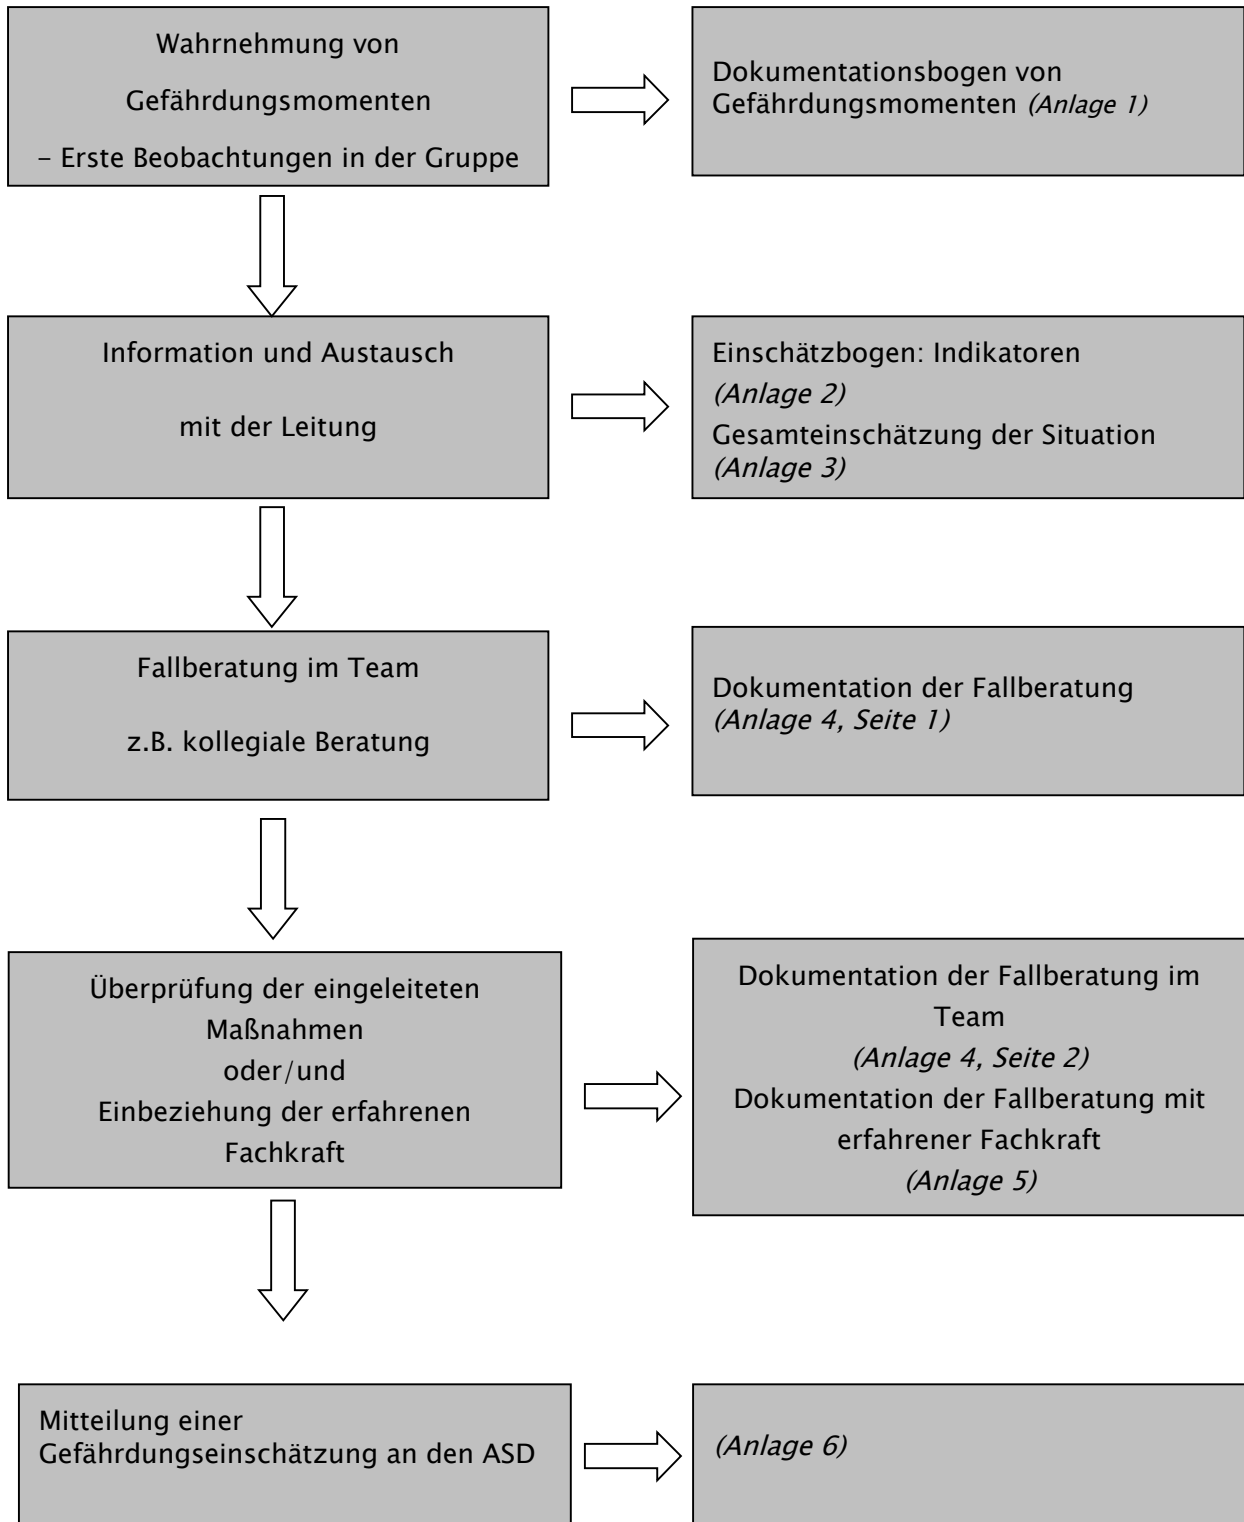 Wahrnehmung von
Gefährdungsmomenten
– Erste Beobachtungen in der Gruppe
Dokumentationsbogen von
Gefährdungsmomenten (Anlage 1)
Information und Austausch
mit der Leitung
Einschätzbogen: Indikatoren
(Anlage 2)
Gesamteinschätzung der Situation
(Anlage 3)
Fallberatung im Team
z.B. kollegiale Beratung
Dokumentation der Fallberatung
(Anlage 4, Seite 1)
Überprüfung der eingeleiteten
Maßnahmen
oder/und
Einbeziehung der erfahrenen
Fachkraft
Dokumentation der Fallberatung im
Team
(Anlage 4, Seite 2)
Dokumentation der Fallberatung mit
erfahrener Fachkraft
(Anlage 5)
Mitteilung einer
Gefährdungseinschätzung an den ASD
(Anlage 6)